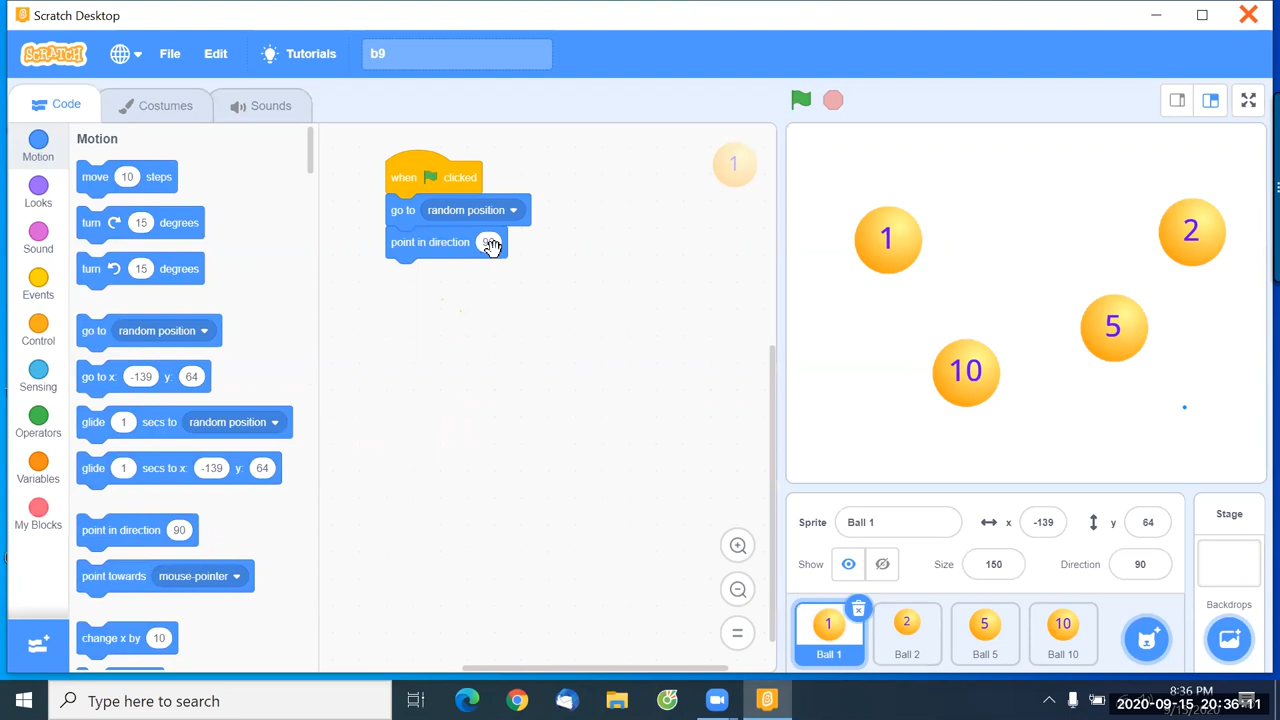 Scratch Desktop
SCRATCH
File
Edit
Tutorials
b9
Code
Costumes
Sounds
Motion
Looks
Sound
Events
Control
Sensing
Operators
Variables
My Blocks
Motion
move 10 steps
turn 15 degrees
turn 15 degrees
go to random position
go to x: -139 y: 64
glide 1 secs to random position
glide 1 secs to x: -139 y: 64
point in direction 90
point towards mouse-pointer
change x by 10
when clicked
go to random position
point in direction
1
1
2
5
10
Sprite Ball 1 x -139 y 64
Show Size 150 Direction 90
1
Ball 1
2
Ball 2
5
Ball 5
10
Ball 10
Stage
Backdrops
Type here to search
8:36 PM
2020-09-15 20:36:11